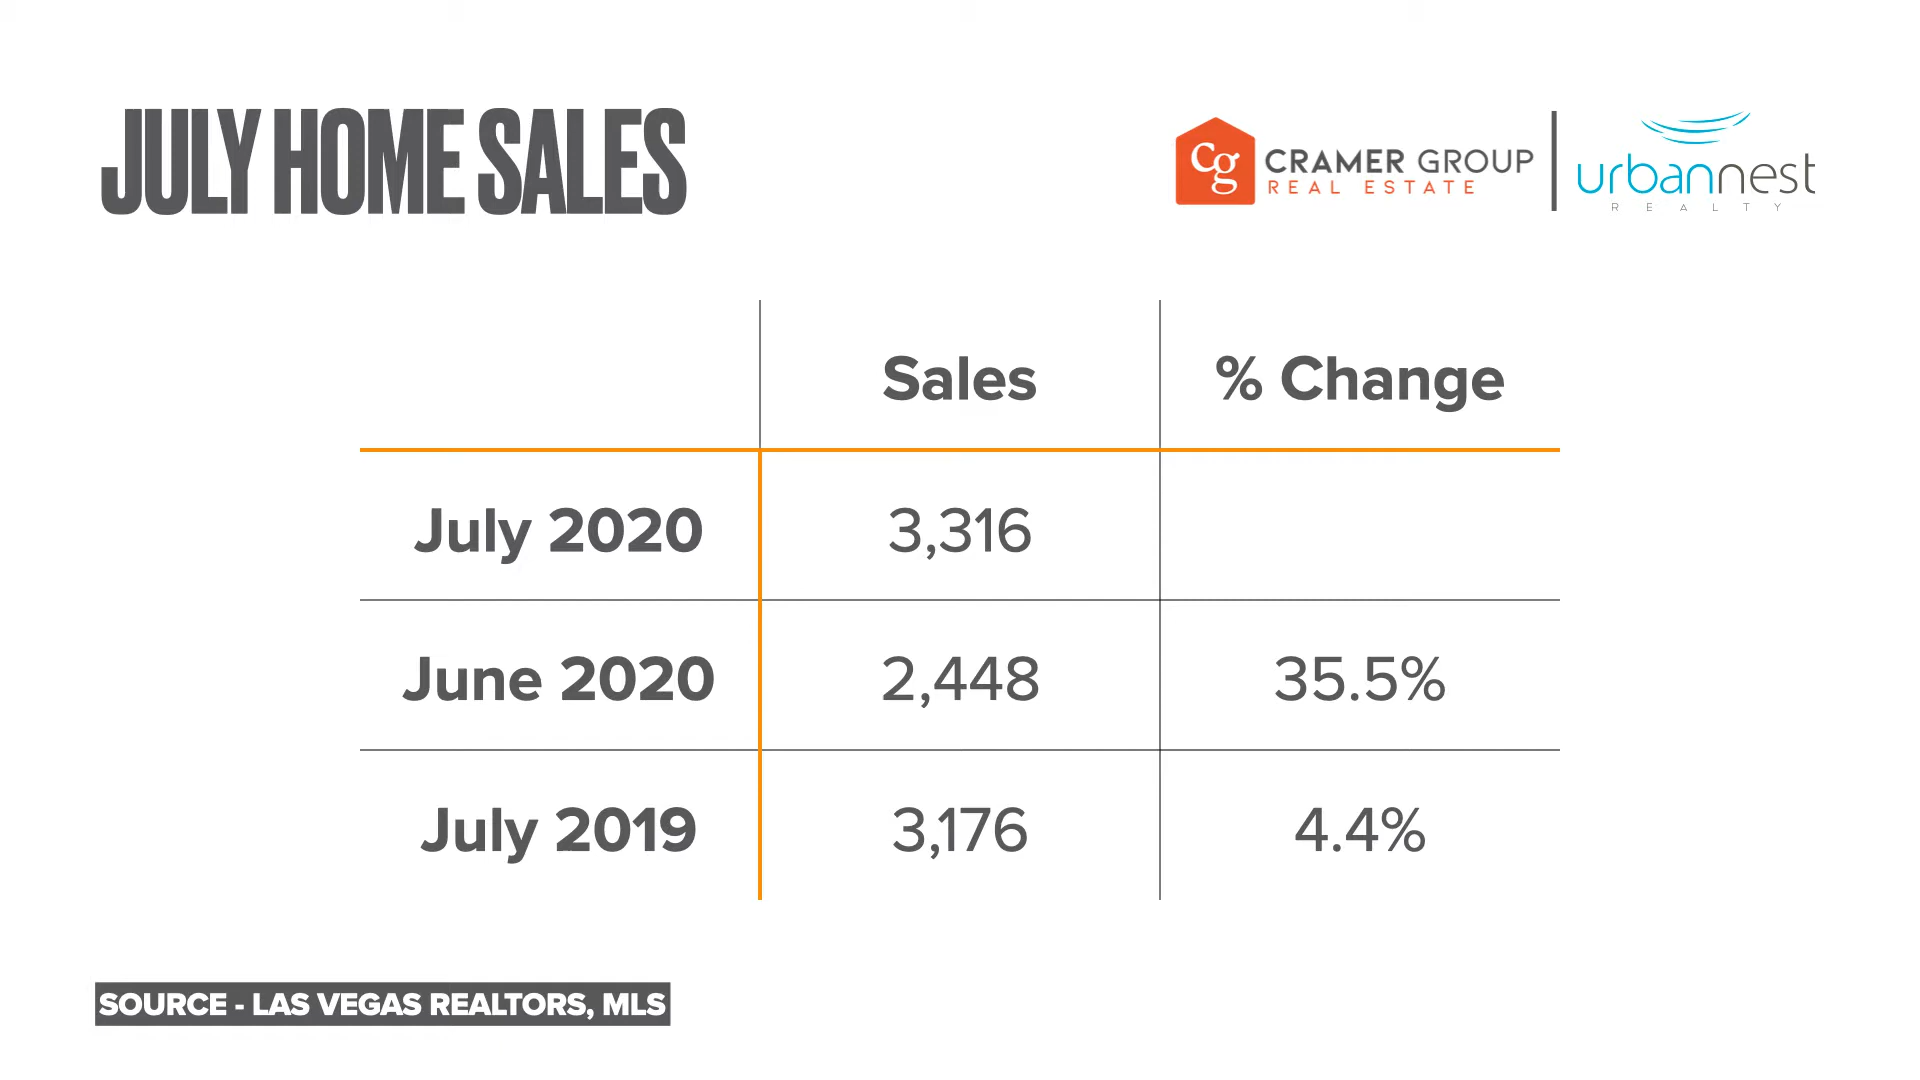 JULY HOME SALES
Cg CRAMER GROUP
REAL ESTATE
urbannest
REALTY
Sales % Change
July 2020 3,316
June 2020 2,448 35.5%
July 2019 3,176 4.4%
SOURCE - LAS VEGAS REALTORS, MLS